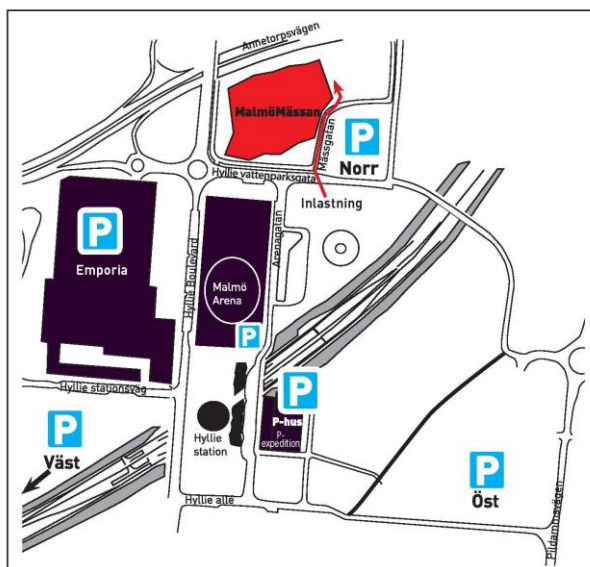 Annetorpsvägen
MalmöMässan
Mässgatan
P
Norr
Hyllie vattenparksgata
Inlastning
P
Emporia
Hyllie Boulevard
Arenagatan
Malmö
Arena
P
Hyllie stationsväg
P
P-hus
P-
expedition
P
Väst
Hyllie
station
P
Öst
Hyllie alle
Pildammsvägen